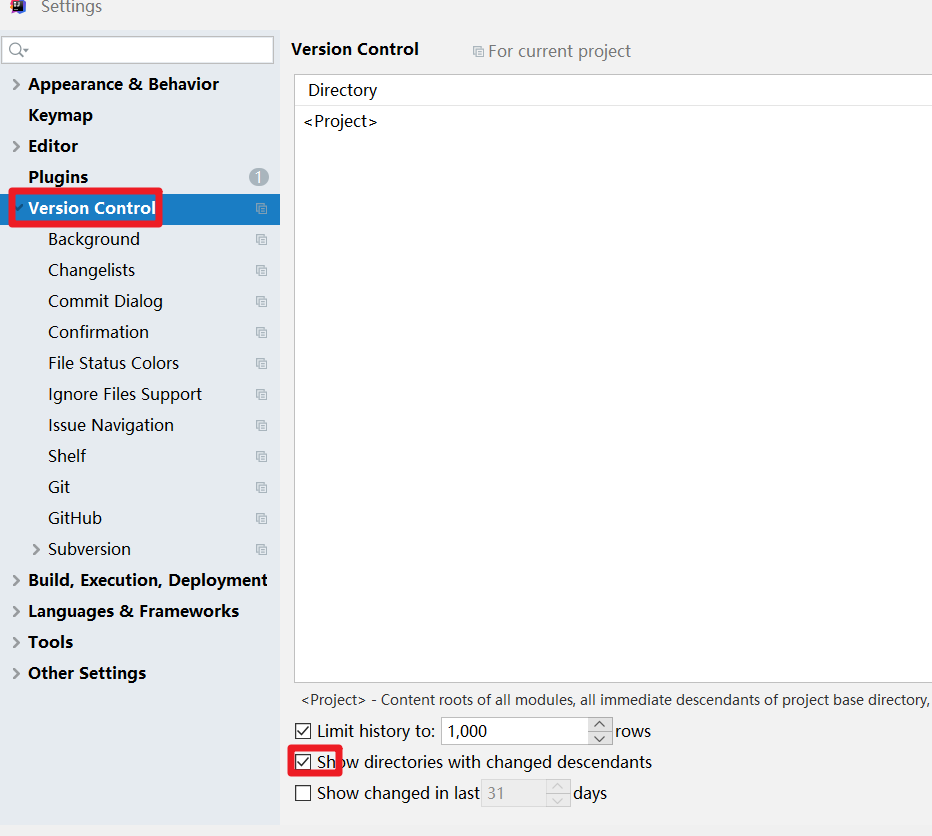 Settings
Version Control
For current project
Appearance & Behavior
Keymap
Editor
Plugins
1
Version Control
Background
Changelists
Commit Dialog
Confirmation
File Status Colors
Ignore Files Support
Issue Navigation
Shelf
Git
GitHub
Subversion
Build, Execution, Deployment
Languages & Frameworks
Tools
Other Settings
Directory
<Project>
<Project> - Content roots of all modules, all immediate descendants of project base directory,
Limit history to: 1,000 rows
Show directories with changed descendants
Show changed in last 31 days